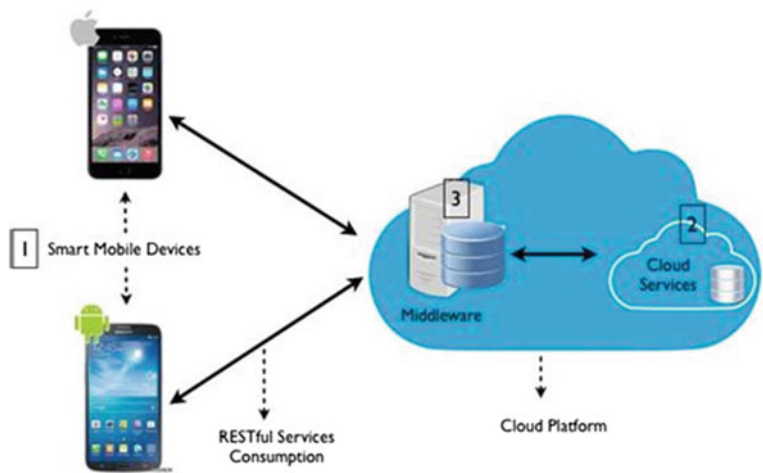 3
2
1 Smart Mobile Devices
Cloud
Services
Middleware
RESTful Services
Consumption
Cloud Platform